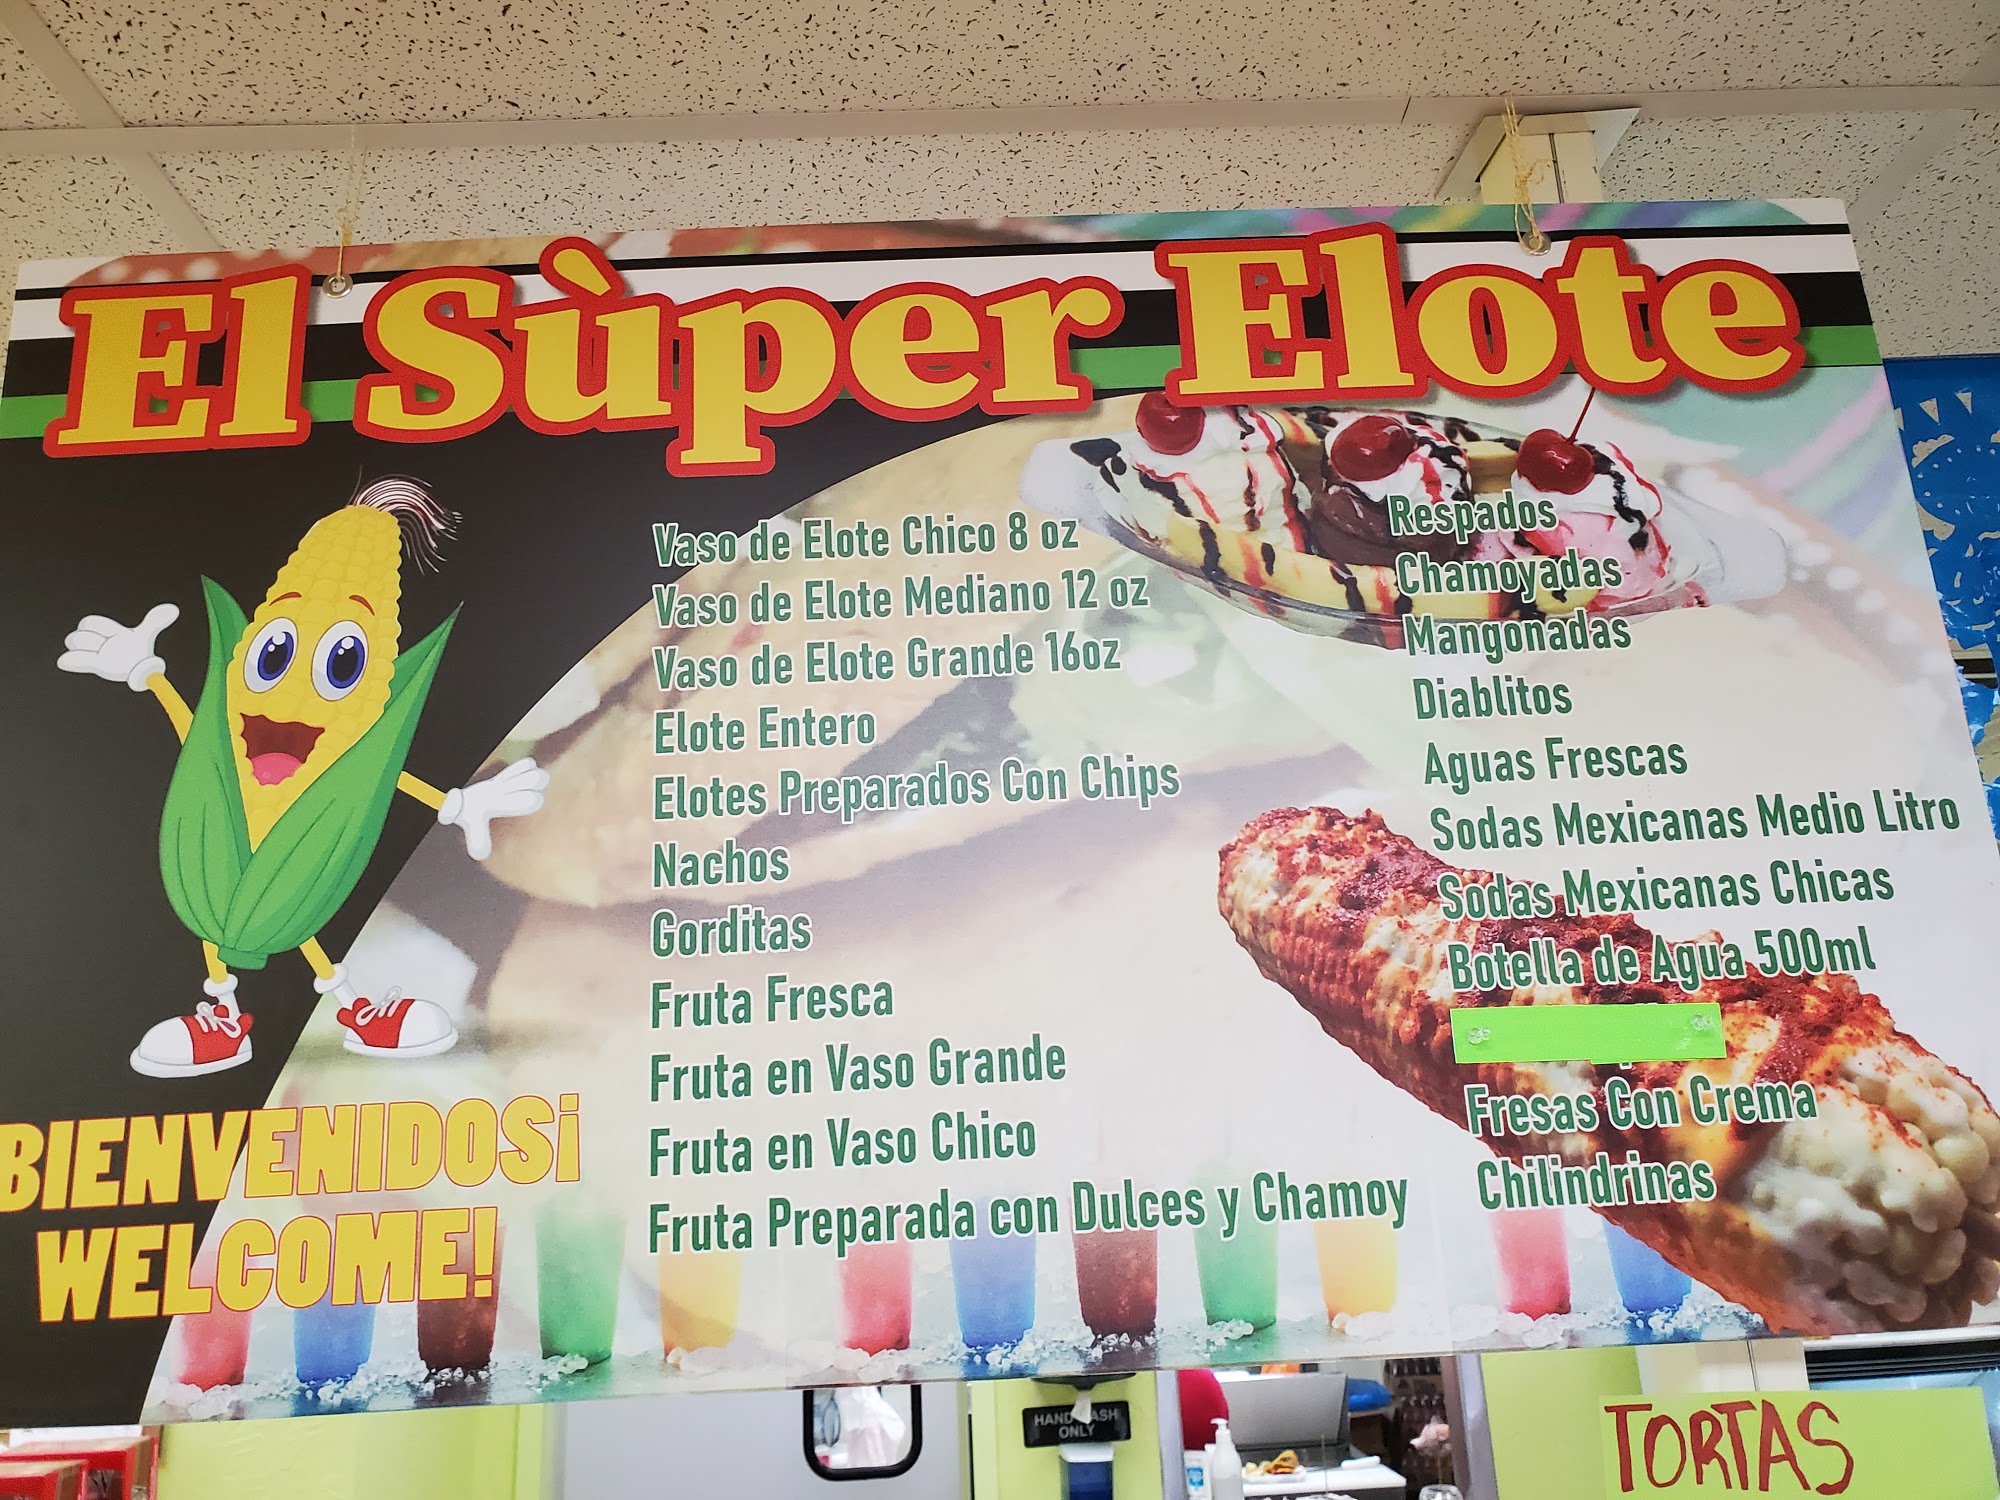 El Sùper Elote
Vaso de Elote Chico 8 oz
Vaso de Elote Mediano 12 oz
Vaso de Elote Grande 16oz
Elote Entero
Elotes Preparados Con Chips
Nachos
Gorditas
Fruta Fresca
Fruta en Vaso Grande
Fruta en Vaso Chico
Fruta Preparada con Dulces y Chamoy
Respados
Chamoyadas
Mangonadas
Diablitos
Aguas Frescas
Sodas Mexicanas Medio Litro
Sodas Mexicanas Chicas
Botella de Agua 500ml
Fresas Con Crema
Chilindrinas
BIENVENIDOS¡
WELCOME!
HAND WASH
ONLY
TORTAS